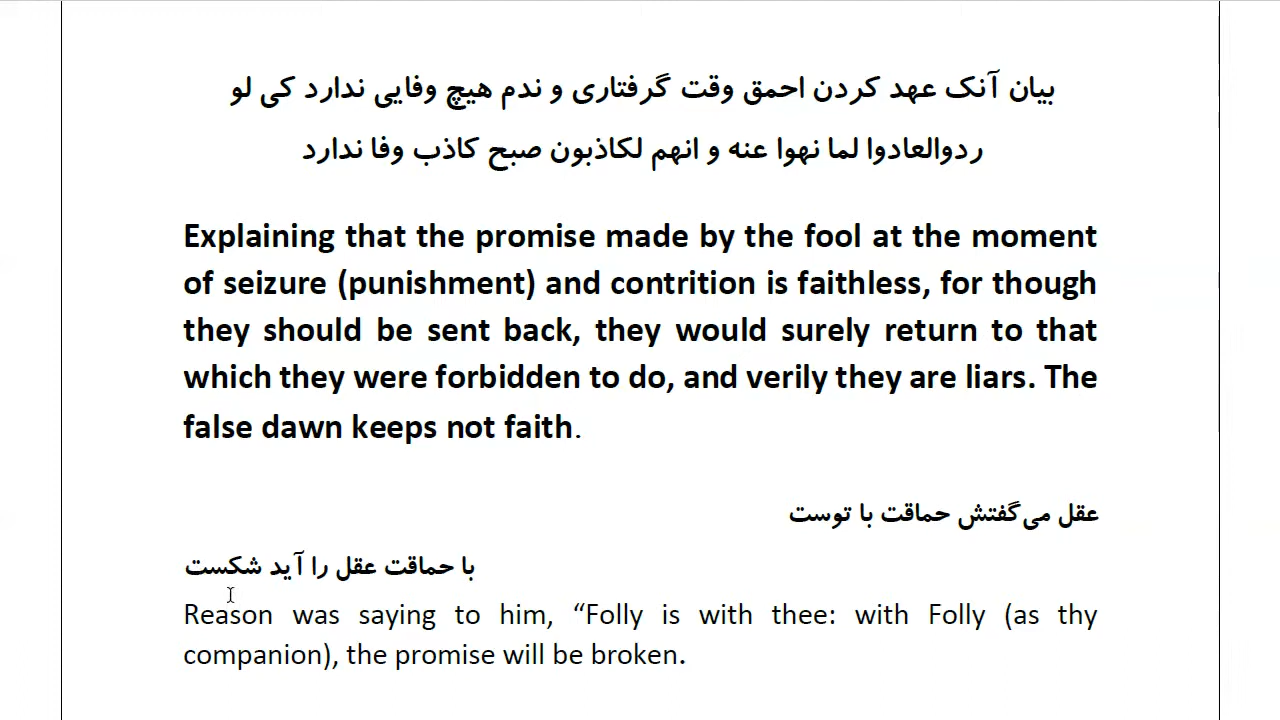 بیان آنک عهد کردن احمق وقت گرفتاری و ندم هیچ وفایی ندارد کی لو
ردوالعادوا لما نهوا عنه و انهم لکاذبون صبح کاذب وفا ندارد
Explaining that the promise made by the fool at the moment
of seizure (punishment) and contrition is faithless, for though
they should be sent back, they would surely return to that
which they were forbidden to do, and verily they are liars. The
false dawn keeps not faith.
عقل می‌گفتش حماقت با توست
با حماقت عقل را آید شکست
Reason was saying to him, “Folly is with thee: with Folly (as thy
companion), the promise will be broken.